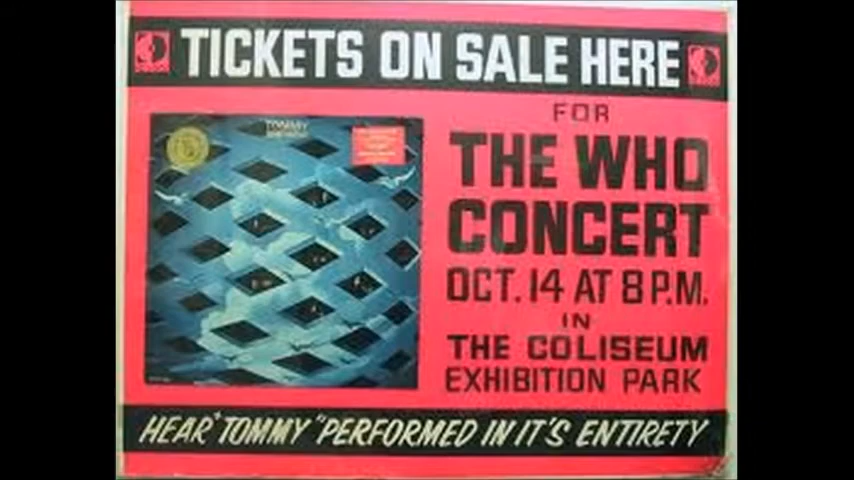 TICKETS ON SALE HERE
TOMMY
FOR
THE WHO
CONCERT
OCT. 14 AT 8 P.M.
IN
THE COLISEUM
EXHIBITION PARK
HEAR "TOMMY" PERFORMED IN IT'S ENTIRETY